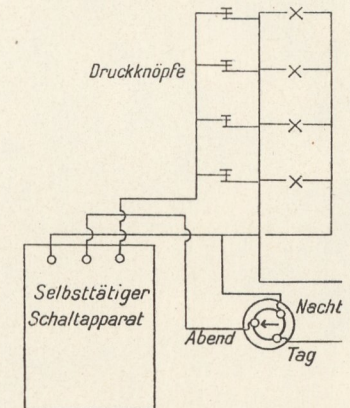 Druckknöpfe
Selbsttätiger
Schaltapparat
Nacht
Abend
Tag